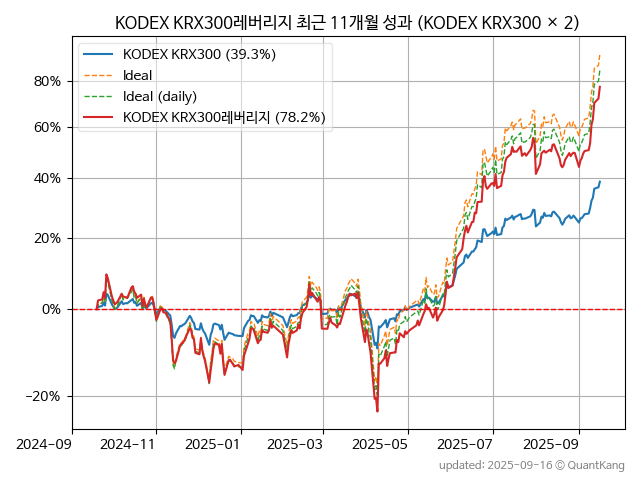 KODEX KRX300레버리지 최근 11개월 성과 (KODEX KRX300 × 2)
KODEX KRX300 (39.3%)
Ideal
Ideal (daily)
KODEX KRX300레버리지 (78.2%)
80%
60%
40%
20%
0%
−20%
2024-09 2024-11 2025-01 2025-03 2025-05 2025-07 2025-09
updated: 2025-09-16 © QuantKang